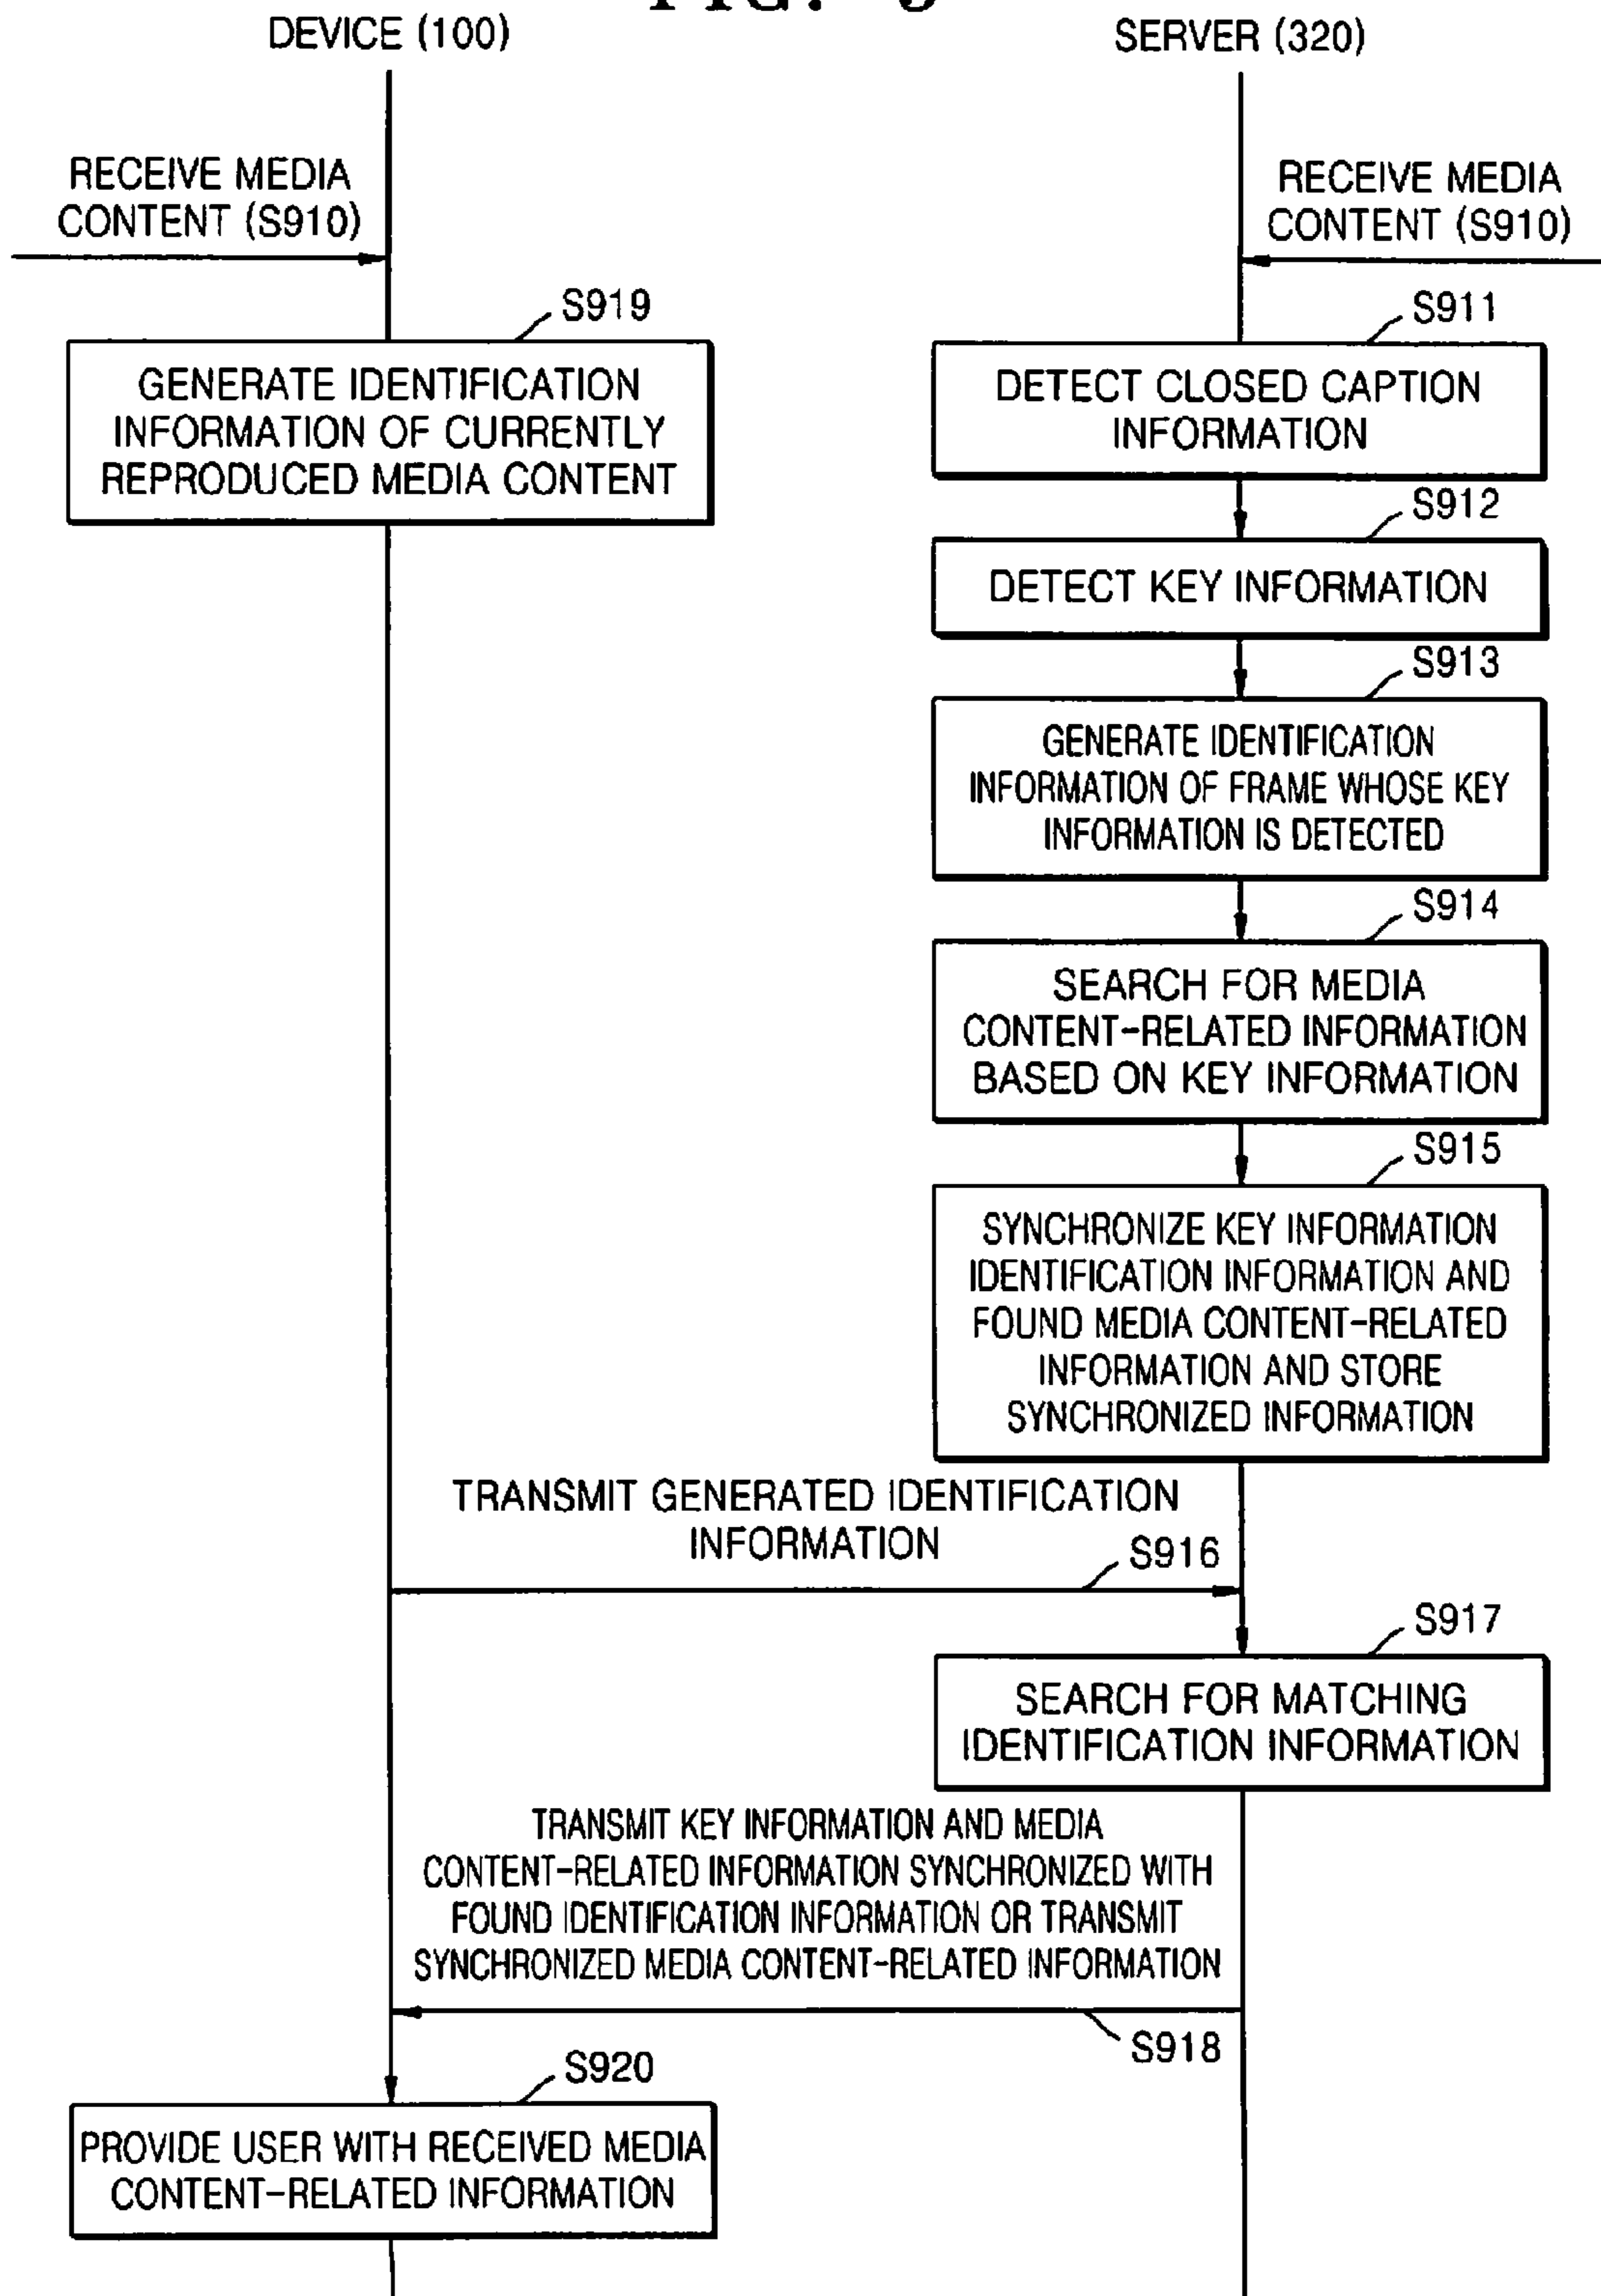 DEVICE (100)
SERVER (320)
RECEIVE MEDIA
CONTENT (S910)
RECEIVE MEDIA
CONTENT (S910)
S919
GENERATE IDENTIFICATION
INFORMATION OF CURRENTLY
REPRODUCED MEDIA CONTENT
S911
DETECT CLOSED CAPTION
INFORMATION
S912
DETECT KEY INFORMATION
S913
GENERATE IDENTIFICATION
INFORMATION OF FRAME WHOSE KEY
INFORMATION IS DETECTED
S914
SEARCH FOR MEDIA
CONTENT-RELATED INFORMATION
BASED ON KEY INFORMATION
S915
SYNCHRONIZE KEY INFORMATION
IDENTIFICATION INFORMATION AND
FOUND MEDIA CONTENT-RELATED
INFORMATION AND STORE
SYNCHRONIZED INFORMATION
TRANSMIT GENERATED IDENTIFICATION
INFORMATION
S916
S917
SEARCH FOR MATCHING
IDENTIFICATION INFORMATION
TRANSMIT KEY INFORMATION AND MEDIA
CONTENT-RELATED INFORMATION SYNCHRONIZED WITH
FOUND IDENTIFICATION INFORMATION OR TRANSMIT
SYNCHRONIZED MEDIA CONTENT-RELATED INFORMATION
S918
S920
PROVIDE USER WITH RECEIVED MEDIA
CONTENT-RELATED INFORMATION